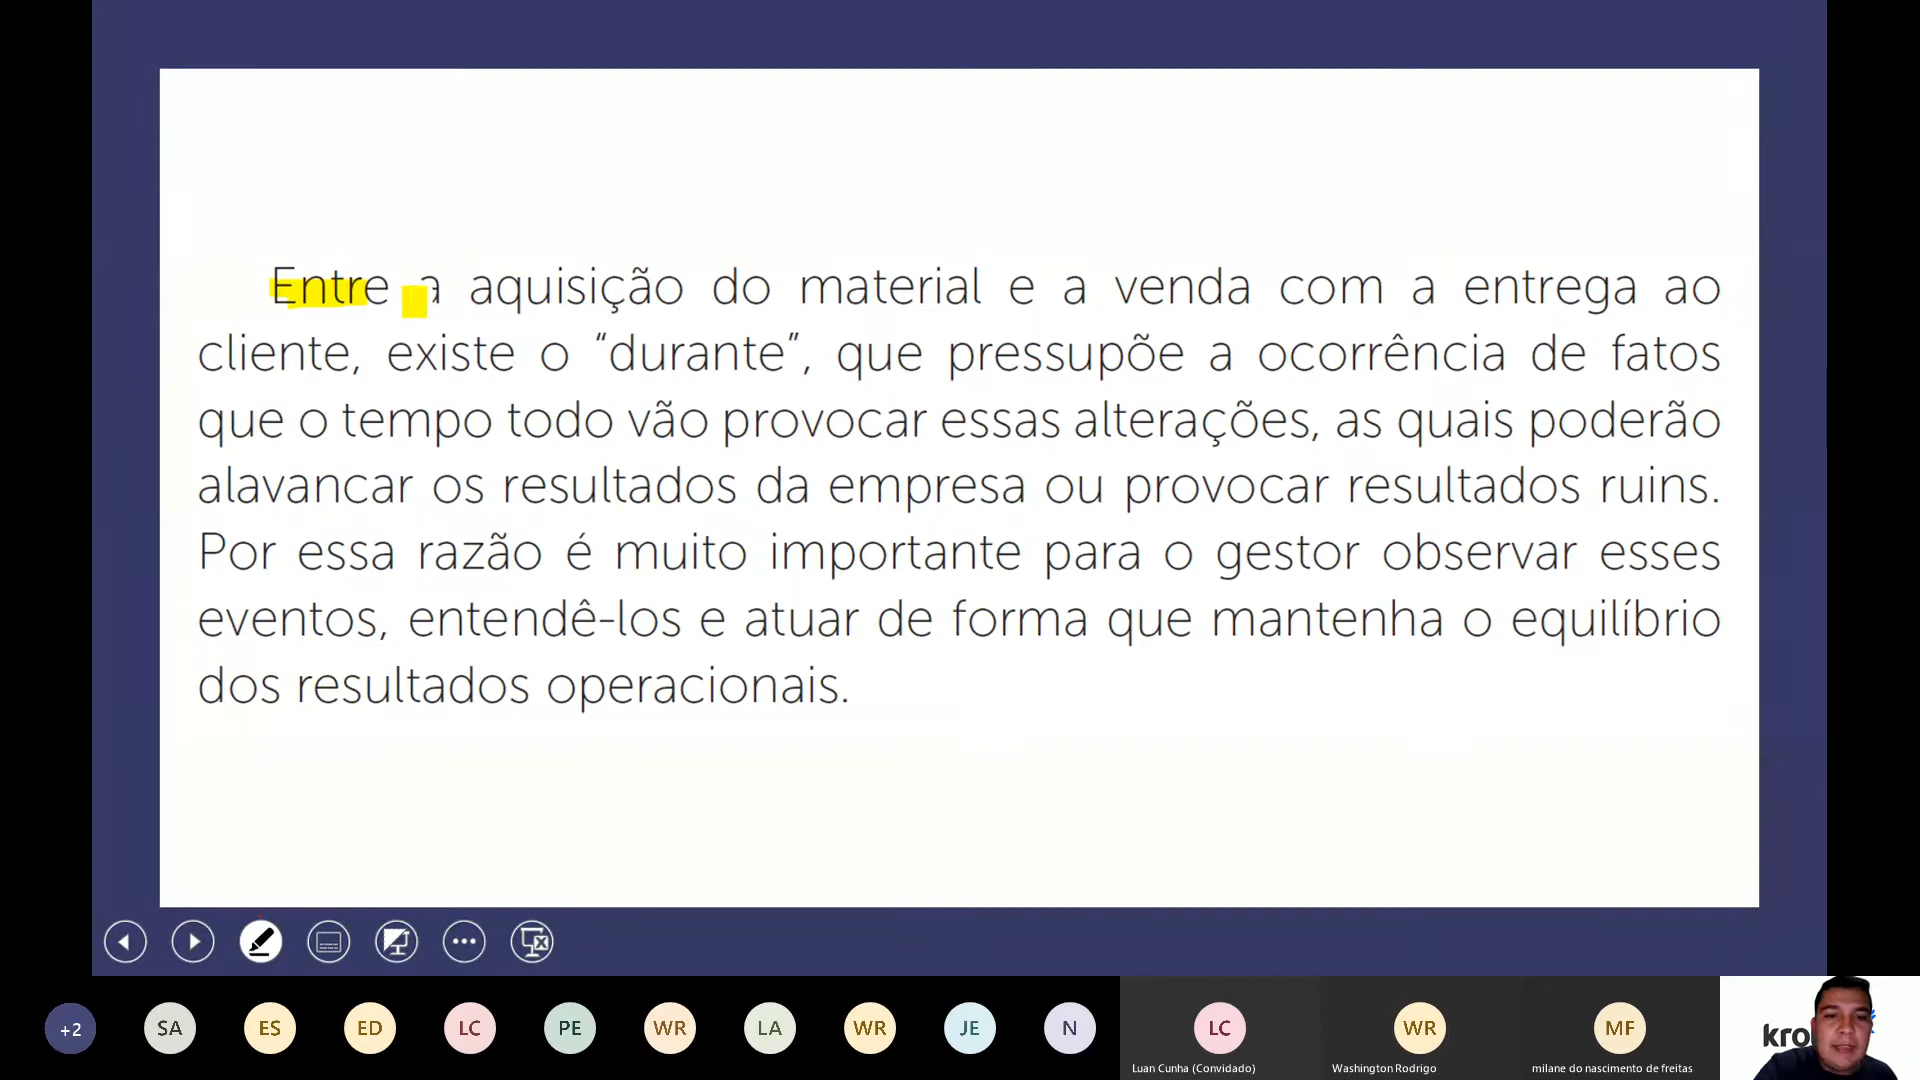 Entre a aquisição do material e a venda com a entrega ao
cliente, existe o “durante”, que pressupõe a ocorrência de fatos
que o tempo todo vão provocar essas alterações, as quais poderão
alavancar os resultados da empresa ou provocar resultados ruins.
Por essa razão é muito importante para o gestor observar esses
eventos, entendê-los e atuar de forma que mantenha o equilíbrio
dos resultados operacionais.
+2 SA ES ED LC PE WR LA WR JE N LC WR MF
Luan Cunha (Convidado) Washington Rodrigo milane do nascimento de freitas